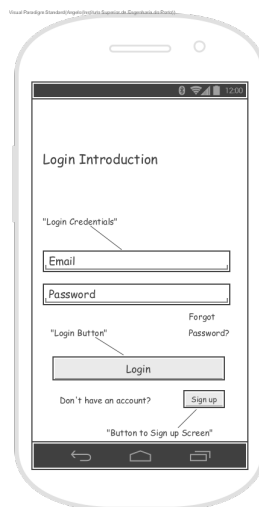 Visual Paradigm Standard(Angelo(Instituto Superior de Engenharia do Porto))
12:00
Login Introduction
"Login Credentials"
Email
Password
Forgot
Password?
"Login Button"
Login
Don't have an account?
Sign up
"Button to Sign up Screen"